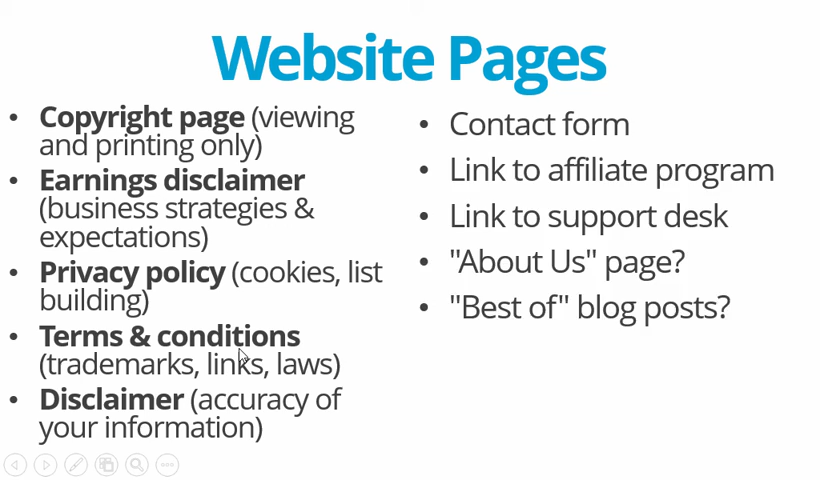 Website Pages
• Copyright page (viewing
and printing only)
• Earnings disclaimer
(business strategies &
expectations)
• Privacy policy (cookies, list
building)
• Terms & conditions
(trademarks, links, laws)
• Disclaimer (accuracy of
your information)
• Contact form
• Link to affiliate program
• Link to support desk
• "About Us" page?
• "Best of" blog posts?